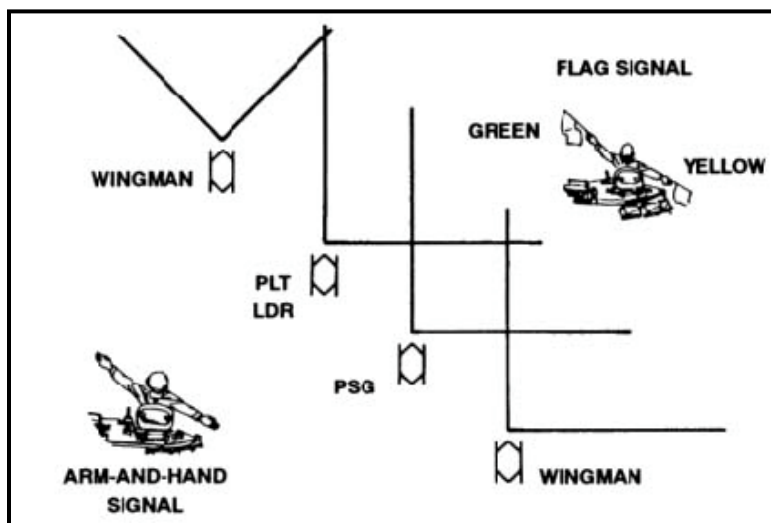 FLAG SIGNAL
GREEN
YELLOW
WINGMAN
PLT
LDR
PSG
WINGMAN
ARM-AND-HAND
SIGNAL